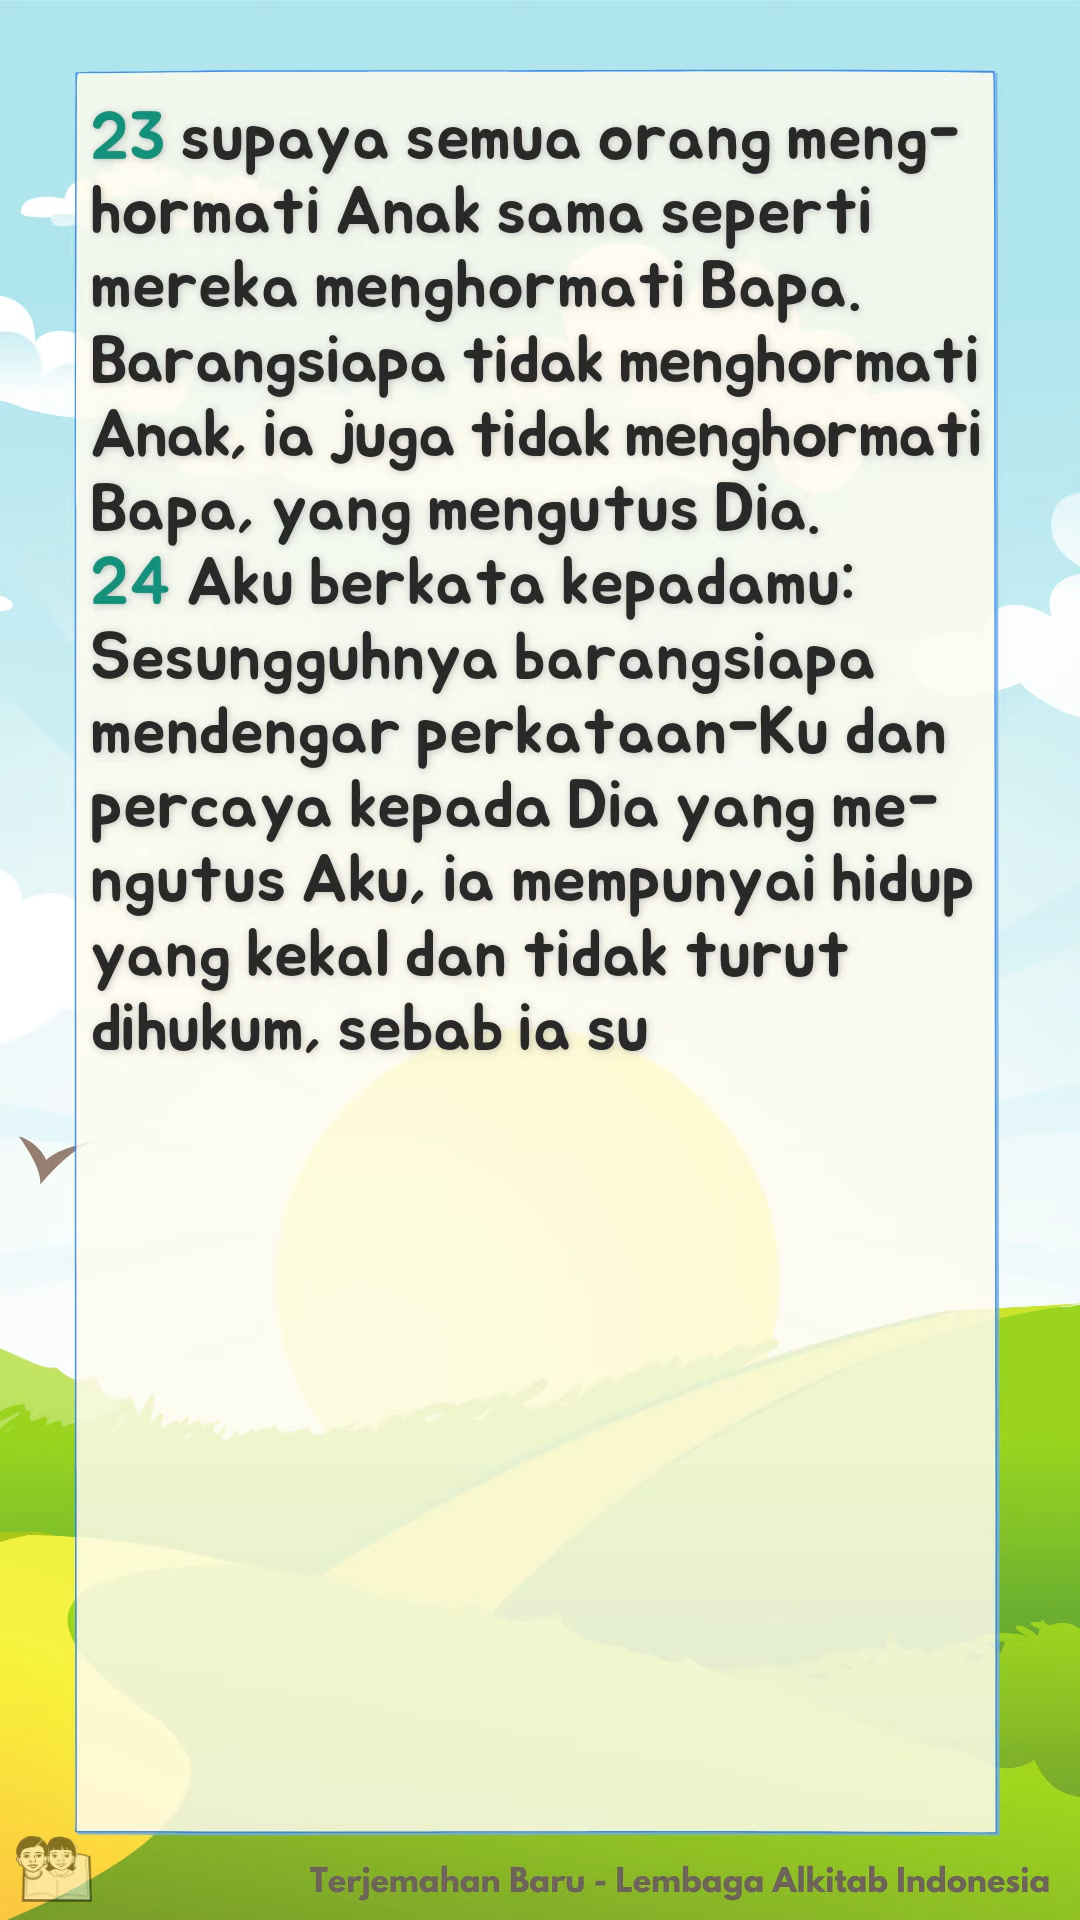 23 supaya semua orang meng-
hormati Anak sama seperti
mereka menghormati Bapa.
Barangsiapa tidak menghormati
Anak, ia juga tidak menghormati
Bapa, yang mengutus Dia.
24 Aku berkata kepadamu:
Sesungguhnya barangsiapa
mendengar perkataan-Ku dan
percaya kepada Dia yang me-
ngutus Aku, ia mempunyai hidup
yang kekal dan tidak turut
dihukum, sebab ia su
Terjemahan Baru - Lembaga Alkitab Indonesia